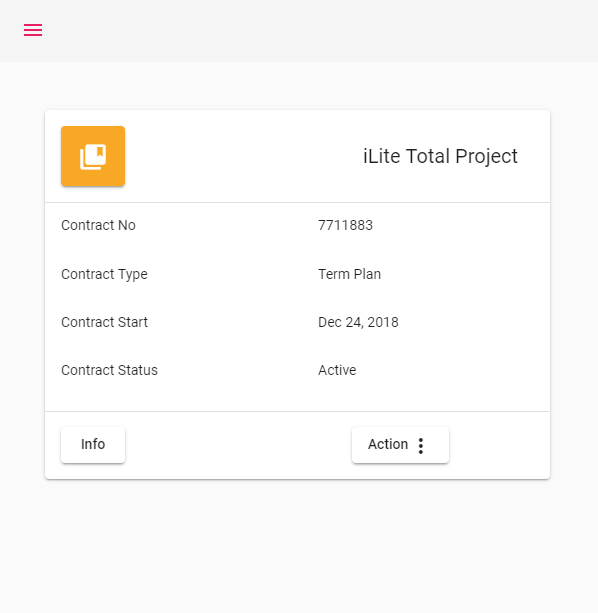 iLite Total Project
Contract No 7711883
Contract Type Term Plan
Contract Start Dec 24, 2018
Contract Status Active
Info Action